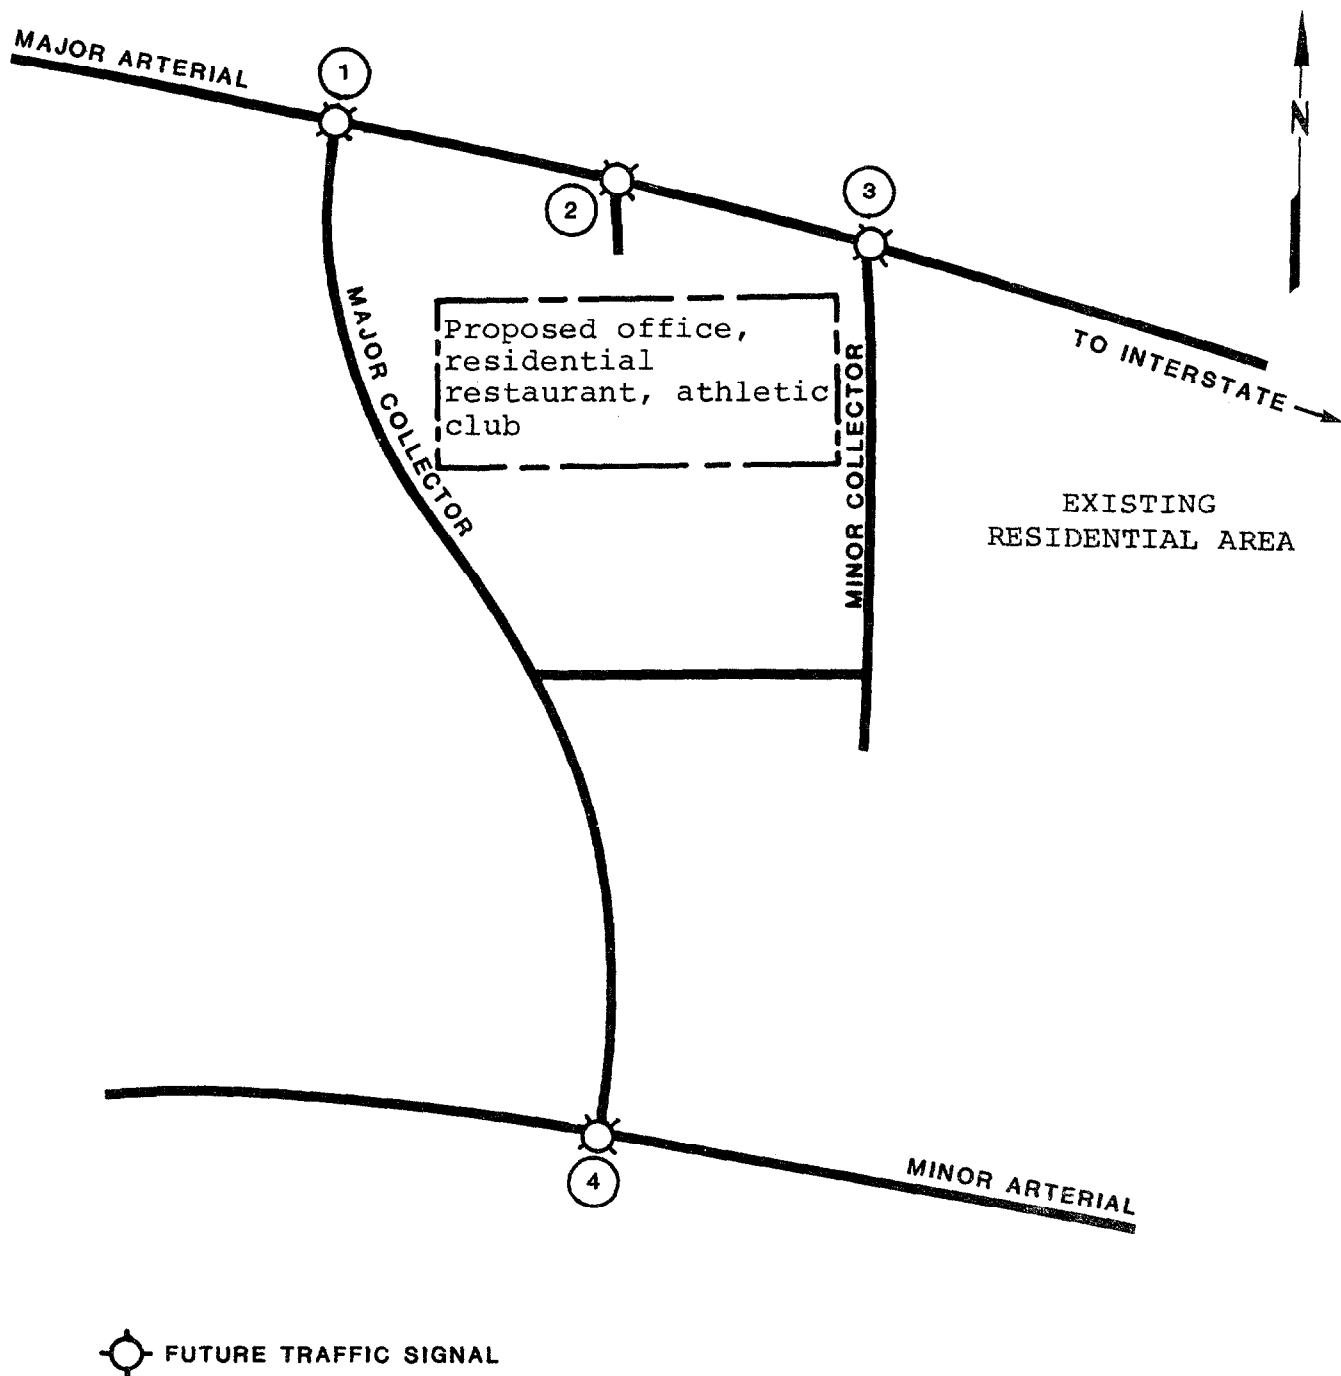 MAJOR ARTERIAL
1
2
3
N
MAJOR COLLECTOR
Proposed office,
residential
restaurant, athletic
club
MINOR COLLECTOR
TO INTERSTATE
EXISTING
RESIDENTIAL AREA
4
MINOR ARTERIAL
FUTURE TRAFFIC SIGNAL